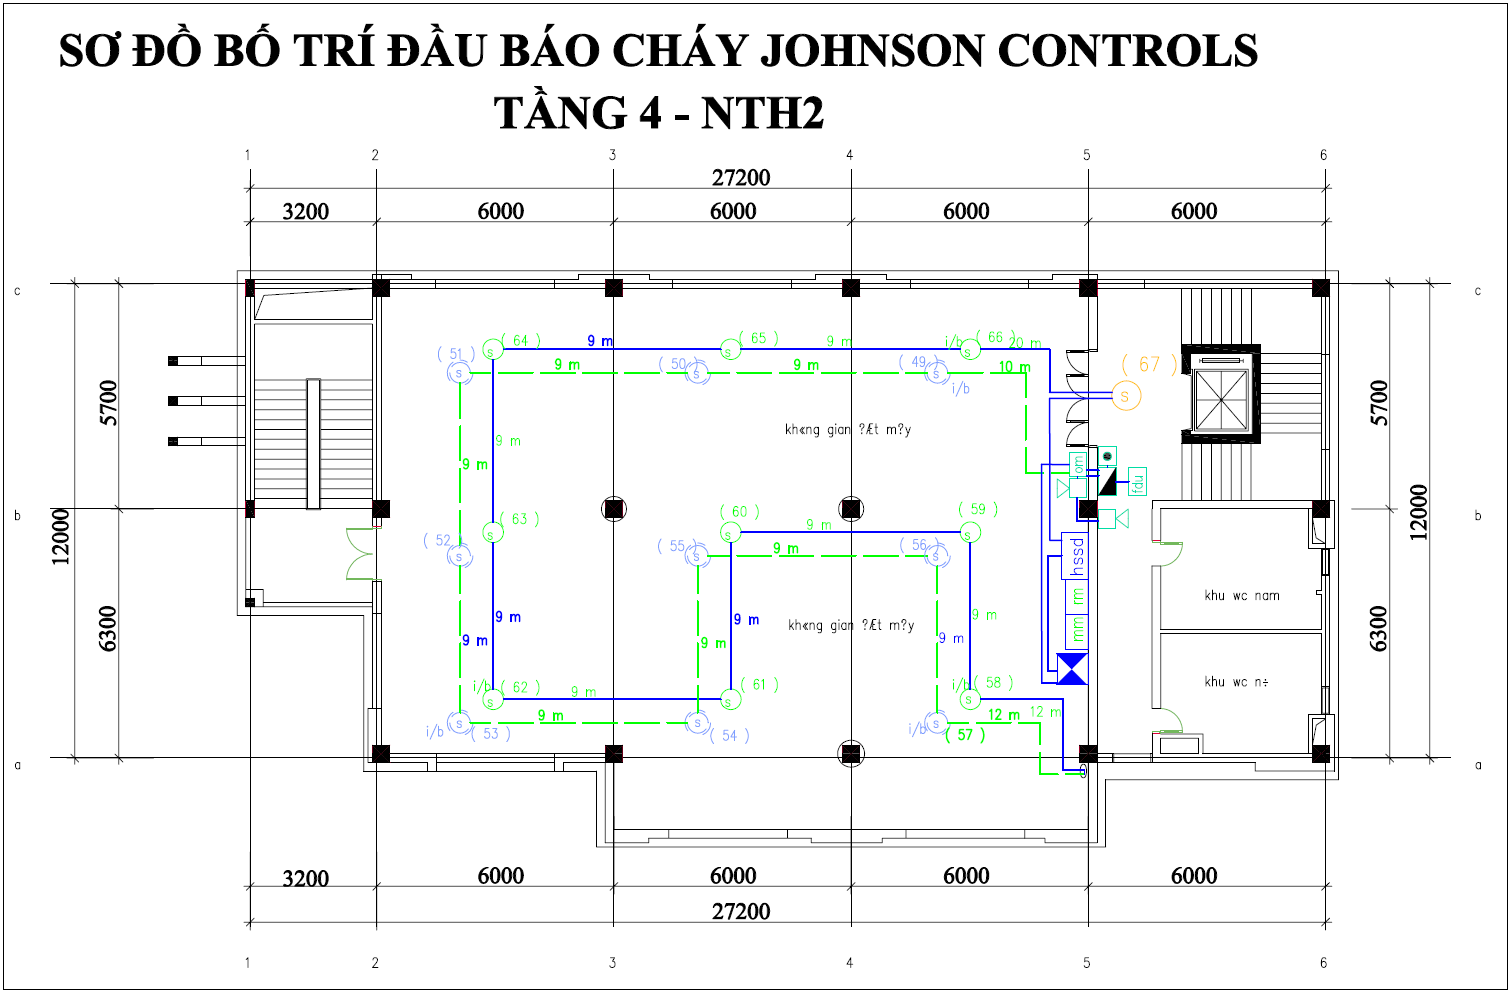 SƠ ĐỒ BỐ TRÍ ĐẦU BÁO CHÁY JOHNSON CONTROLS
TẦNG 4 - NTH2
1 2 3 4 5 6
27200
3200 6000 6000 6000 6000
c c
( 51 ) S
( 64 ) S
9 m
9 m
( 65 )
( 50 ) S
9 m
9 m
i/b ( 66 ) S
20 m
( 49 ) S
i/b
10 m
( 67 )
S
5700 5700
kh«ng gian ?Æt m?y
9 m
9 m
om
fdu
b b
12000 12000
( 63 ) S
( 52 S
( 60 ) S
9 m
( 59 ) S
( 55 ) S
9 m
( 56 ) S
hssd
rm
mm
khu wc nam
kh«ng gian ?Æt m?y
9 m
9 m
9 m
9 m
9 m
9 m
6300 6300
khu wc n÷
i/b ( 62 ) S
9 m
( 61 ) S
i/b ( 58 ) S
i/b S ( 53 )
9 m
S ( 54 )
i/b S ( 57 )
12 m 12 m
a a
3200 6000 6000 6000 6000
27200
1 2 3 4 5 6